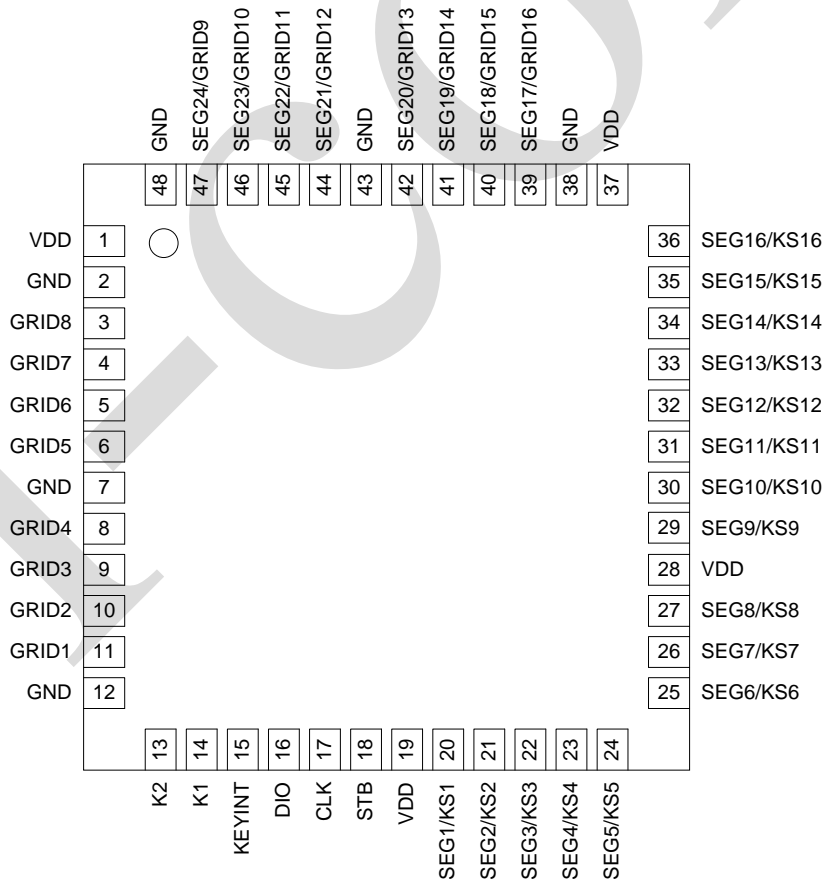 GND
SEG24/GRID9
SEG23/GRID10
SEG22/GRID11
SEG21/GRID12
GND
SEG20/GRID13
SEG19/GRID14
SEG18/GRID15
SEG17/GRID16
GND
VDD
48
47
46
45
44
43
42
41
40
39
38
37
VDD 1
GND 2
GRID8 3
GRID7 4
GRID6 5
GRID5 6
GND 7
GRID4 8
GRID3 9
GRID2 10
GRID1 11
GND 12
36 SEG16/KS16
35 SEG15/KS15
34 SEG14/KS14
33 SEG13/KS13
32 SEG12/KS12
31 SEG11/KS11
30 SEG10/KS10
29 SEG9/KS9
28 VDD
27 SEG8/KS8
26 SEG7/KS7
25 SEG6/KS6
13
14
15
16
17
18
19
20
21
22
23
24
K2
K1
KEYINT
DIO
CLK
STB
VDD
SEG1/KS1
SEG2/KS2
SEG3/KS3
SEG4/KS4
SEG5/KS5